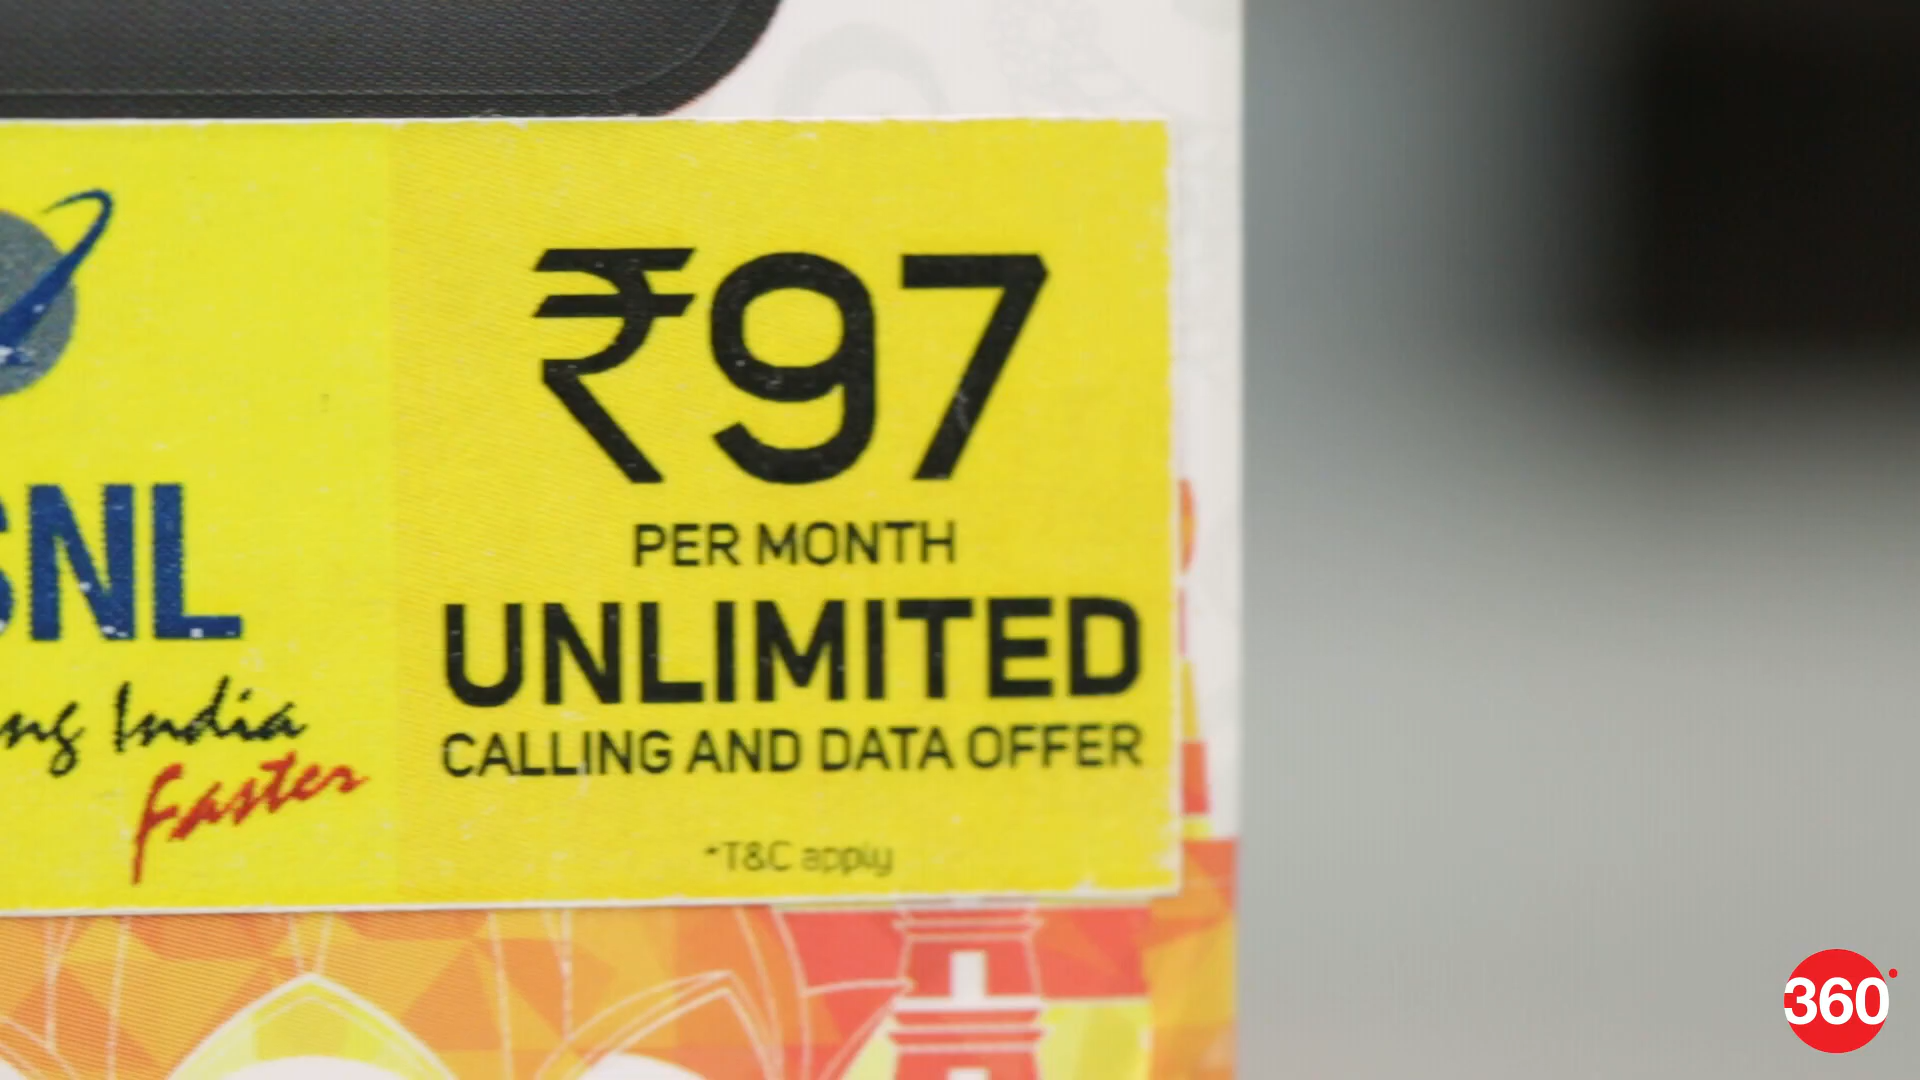 SNL
ng India
Faster
₹97
PER MONTH
UNLIMITED
CALLING AND DATA OFFER
*T&C apply
360